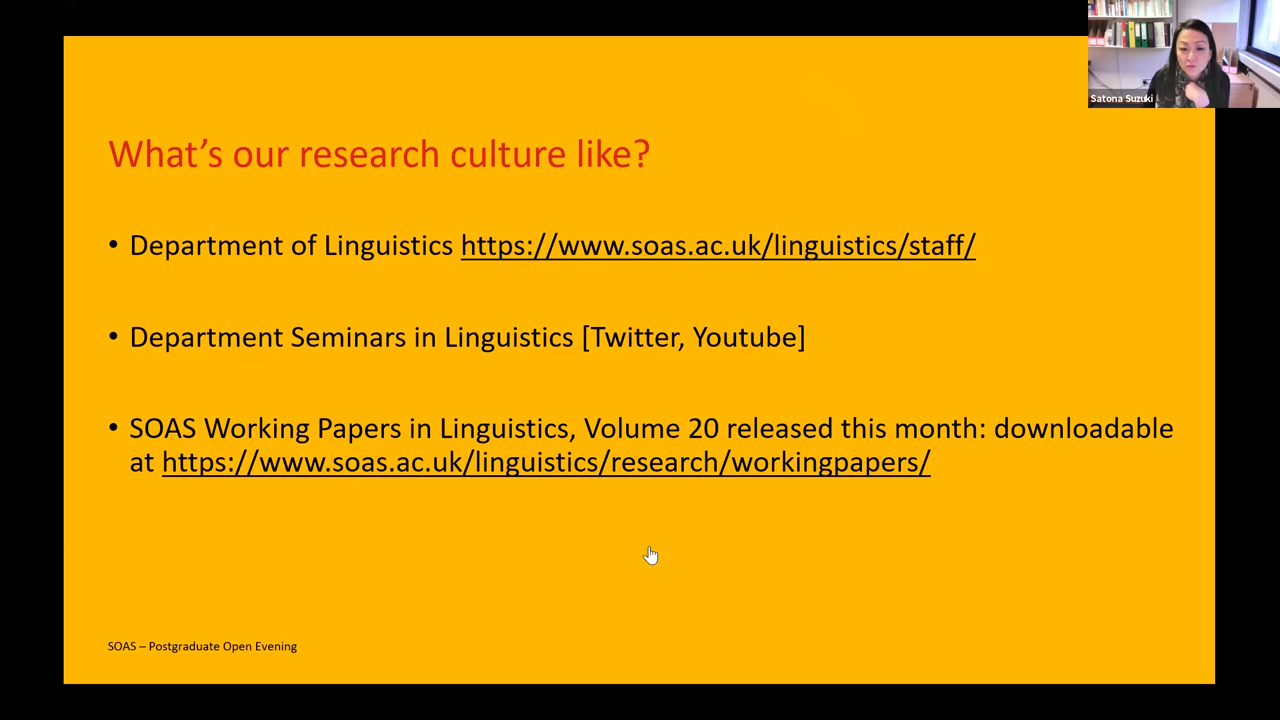 Satona Suzuki
What's our research culture like?
• Department of Linguistics https://www.soas.ac.uk/linguistics/staff/
• Department Seminars in Linguistics [Twitter, Youtube]
• SOAS Working Papers in Linguistics, Volume 20 released this month: downloadable
at https://www.soas.ac.uk/linguistics/research/workingpapers/
SOAS – Postgraduate Open Evening